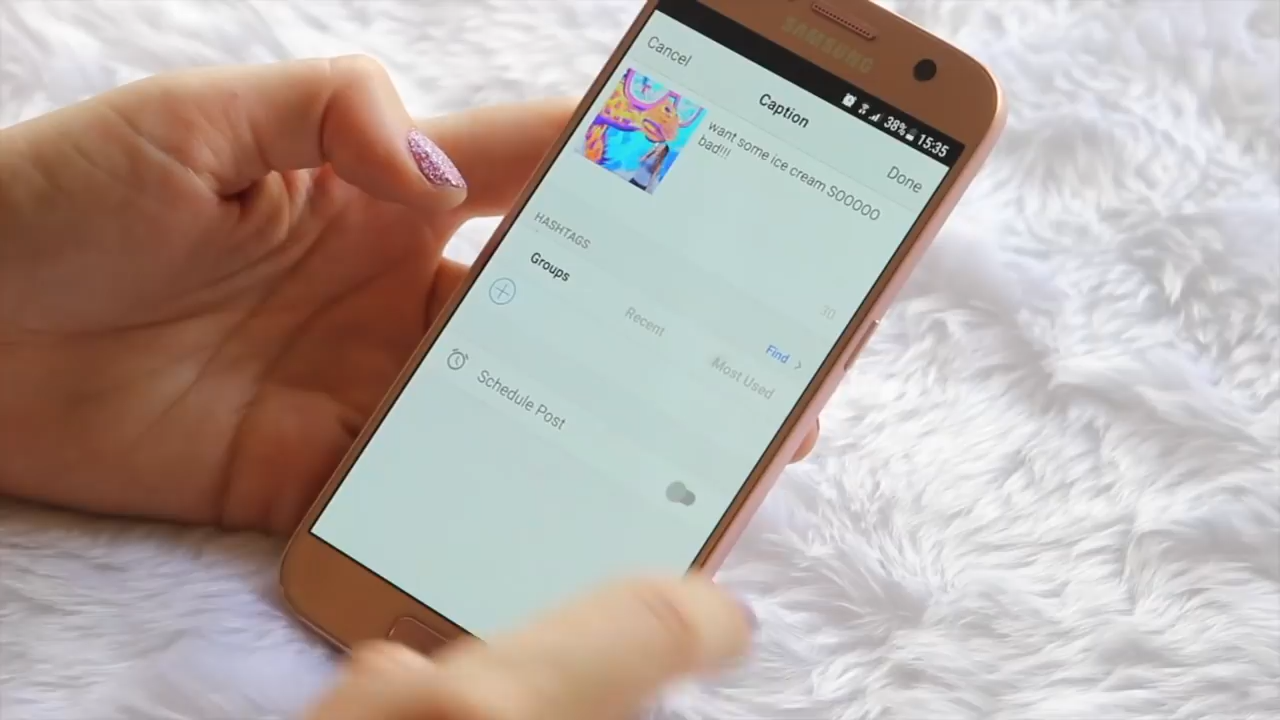 SAMSUNG
38% 15:35
Cancel
Caption
Done
want some ice cream SOOOOO
bad!!!
30
HASHTAGS
Find >
Groups
Recent
Most Used
Schedule Post